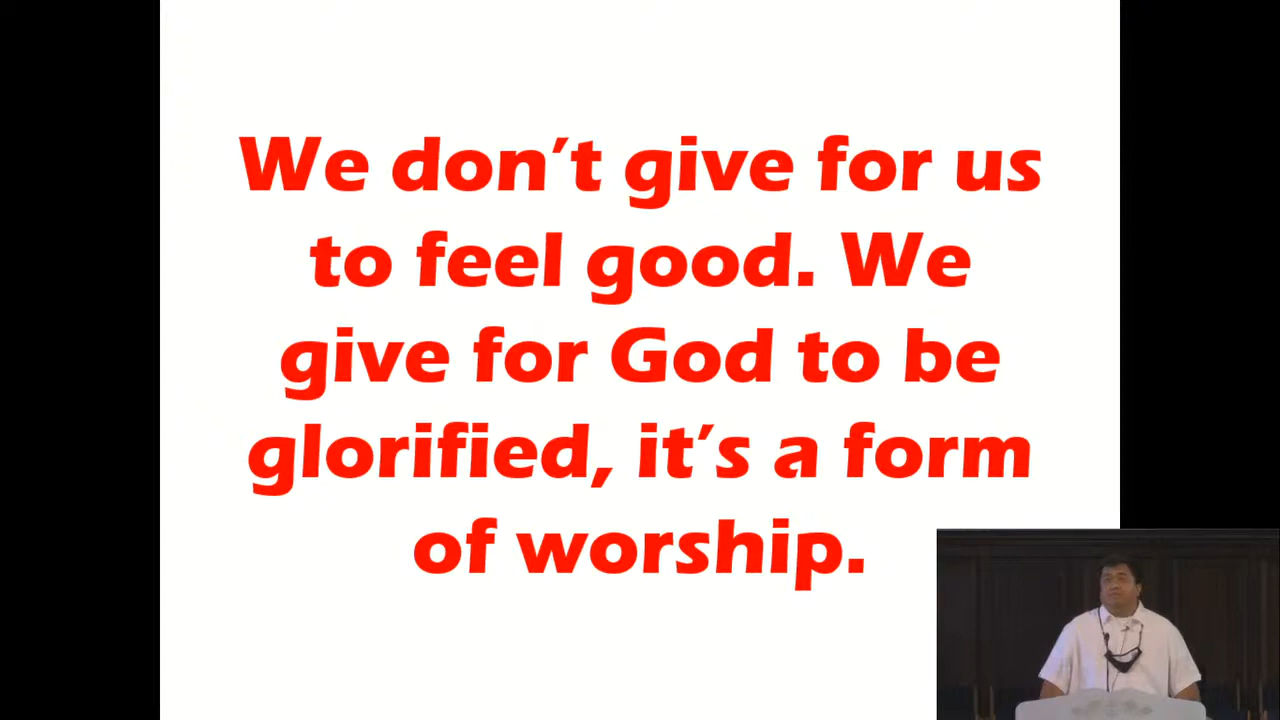 We don’t give for us
to feel good. We
give for God to be
glorified, it’s a form
of worship.